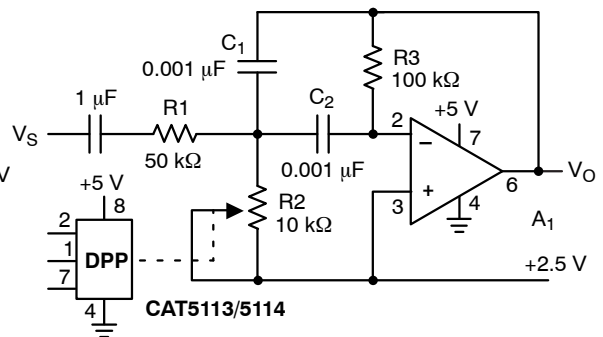 C1
0.001 μF
R3
100 kΩ
1 μF
R1
C2
+5 V
VS
2
7
–
50 kΩ
0.001 μF
V
+5 V
8
R2
10 kΩ
+
3
4
6
VO
A1
2
1
7
DPP
4
+2.5 V
CAT5113/5114